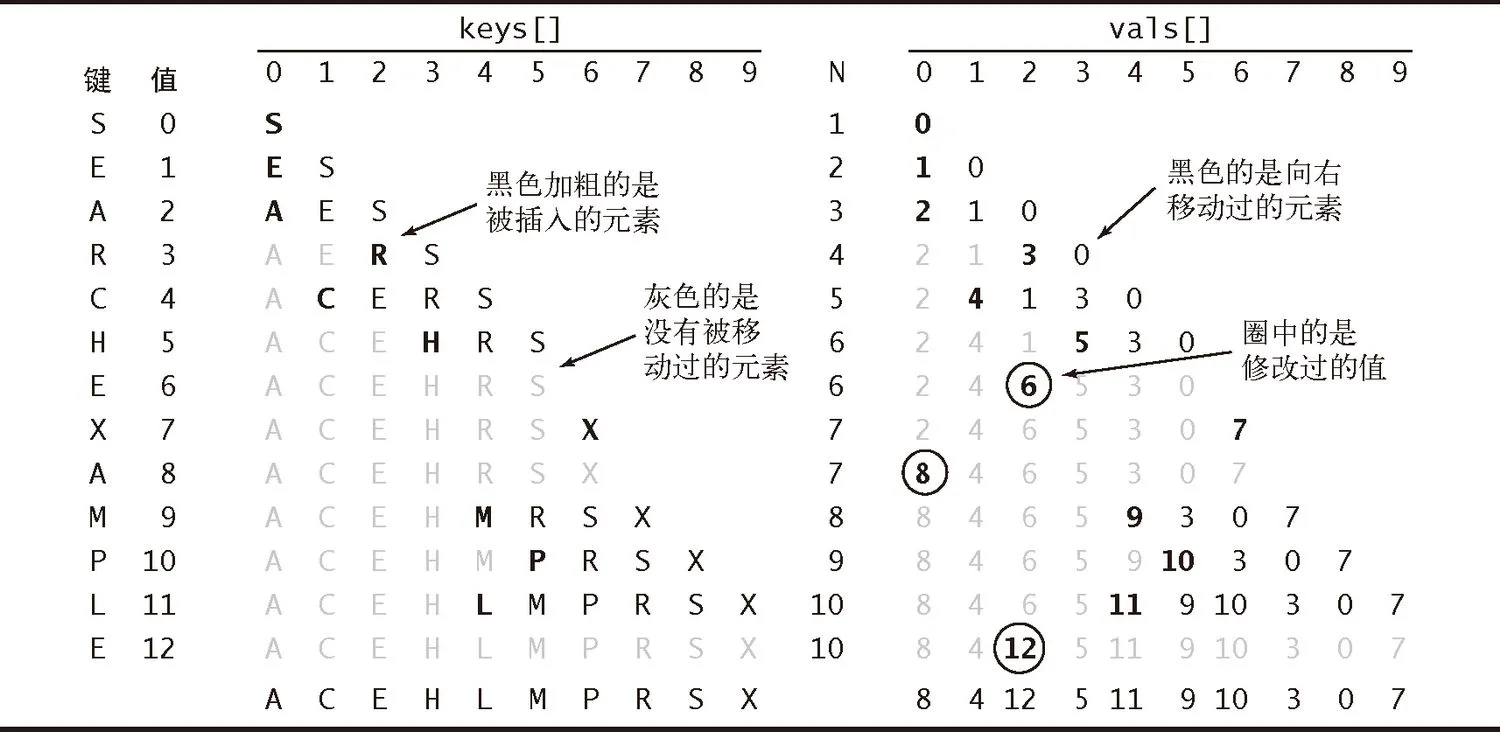 keys[] vals[]
键 值 0 1 2 3 4 5 6 7 8 9 N 0 1 2 3 4 5 6 7 8 9
S 0 S 1 0
E 1 E S 2 1 0
A 2 A E S 3 2 1 0
R 3 A E R S 4 2 1 3 0
C 4 A C E R S 5 2 4 1 3 0
H 5 A C E H R S 6 2 4 1 5 3 0
E 6 A C E H R S 6 2 4 6 5 3 0
X 7 A C E H R S X 7 2 4 6 5 3 0 7
A 8 A C E H R S X 7 8 4 6 5 3 0 7
M 9 A C E H M R S X 8 8 4 6 5 9 3 0 7
P 10 A C E H M P R S X 9 8 4 6 5 9 10 3 0 7
L 11 A C E H L M P R S X 10 8 4 6 5 11 9 10 3 0 7
E 12 A C E H L M P R S X 10 8 4 12 5 11 9 10 3 0 7
A C E H L M P R S X 8 4 12 5 11 9 10 3 0 7
黑色加粗的是
被插入的元素
灰色的是
没有被移
动过的元素
黑色的是向右
移动过的元素
圈中的是
修改过的值